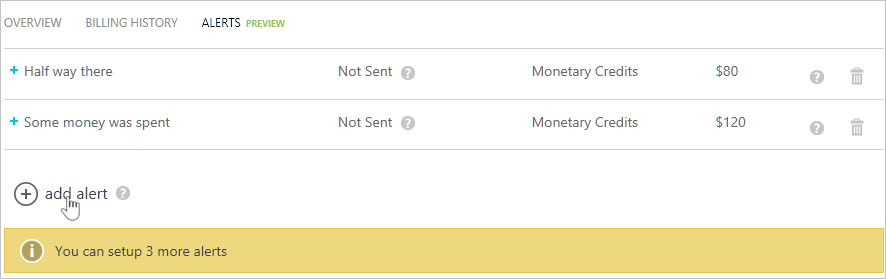 OVERVIEW BILLING HISTORY ALERTS PREVIEW
+ Half way there Not Sent ? Monetary Credits $80 ?
+ Some money was spent Not Sent ? Monetary Credits $120 ?
+ add alert ?
i You can setup 3 more alerts